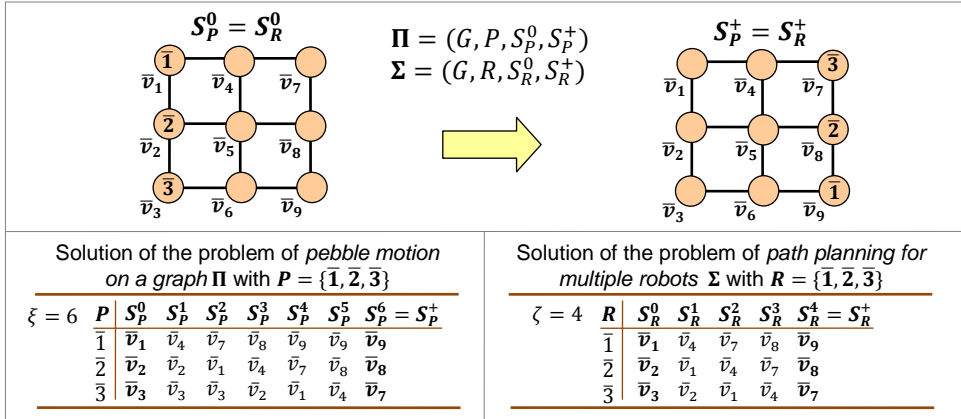 S_P^0 = S_R^0
Π = (G, P, S_P^0, S_P^+)
Σ = (G, R, S_R^0, S_R^+)
S_P^+ = S_R^+
1̄
v̄₁ v̄₄ v̄₇
2̄
v̄₂ v̄₅ v̄₈
3̄
v̄₃ v̄₆ v̄₉
3̄
v̄₁ v̄₄ v̄₇
2̄
v̄₂ v̄₅ v̄₈
1̄
v̄₃ v̄₆ v̄₉
Solution of the problem of pebble motion
on a graph Π with P = {1̄, 2̄, 3̄}
ξ = 6 P S_P^0 S_P^1 S_P^2 S_P^3 S_P^4 S_P^5 S_P^6 = S_P^+
1̄ v̄₁ v̄₄ v̄₇ v̄₈ v̄₉ v̄₉ v̄₉
2̄ v̄₂ v̄₂ v̄₁ v̄₄ v̄₇ v̄₈ v̄₈
3̄ v̄₃ v̄₃ v̄₂ v̄₁ v̄₄ v̄₇
Solution of the problem of path planning for
multiple robots Σ with R = {1̄, 2̄, 3̄}
ζ = 4 R S_R^0 S_R^1 S_R^2 S_R^3 S_R^4 = S_R^+
1̄ v̄₁ v̄₄ v̄₇ v̄₈ v̄₉
2̄ v̄₂ v̄₁ v̄₄ v̄₇ v̄₈
3̄ v̄₃ v̄₂ v̄₁ v̄₄ v̄₇